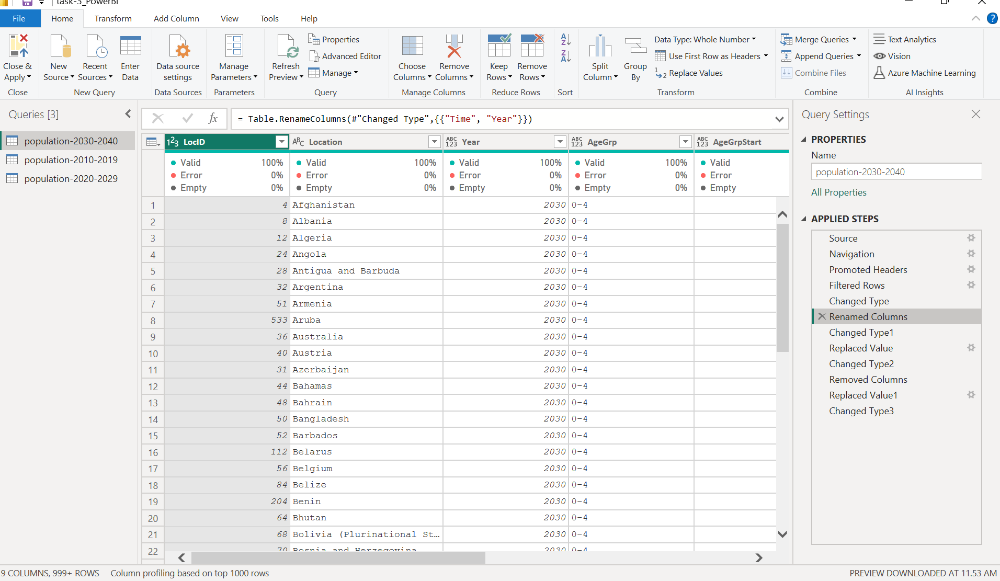 task-3_PowerBI
File Home Transform Add Column View Tools Help
Close & Apply
New Source
Recent Sources
Enter Data
Data source settings
Manage Parameters
Refresh Preview
Properties
Advanced Editor
Manage
Choose Columns
Remove Columns
Keep Rows
Remove Rows
A Z
Z A
Split Column
Group By
Data Type: Whole Number
Use First Row as Headers
1 2 Replace Values
Merge Queries
Append Queries
Combine Files
Text Analytics
Vision
Azure Machine Learning
?
Close New Query Data Sources Parameters Query Manage Columns Reduce Rows Sort Transform Combine AI Insights
Queries [3]
population-2030-2040
population-2010-2019
population-2020-2029
fx
= Table.RenameColumns(#"Changed Type",{{"Time", "Year"}})
123 LocID ABC Location ABC 123 Year ABC 123 AgeGrp ABC 123 AgeGrpStart
Valid 100% Valid 100% Valid 100% Valid 100% Valid
Error 0% Error 0% Error 0% Error 0% Error
Empty 0% Empty 0% Empty 0% Empty 0% Empty
1 4 Afghanistan 2030 0-4
2 8 Albania 2030 0-4
3 12 Algeria 2030 0-4
4 24 Angola 2030 0-4
5 28 Antigua and Barbuda 2030 0-4
6 32 Argentina 2030 0-4
7 51 Armenia 2030 0-4
8 533 Aruba 2030 0-4
9 36 Australia 2030 0-4
10 40 Austria 2030 0-4
11 31 Azerbaijan 2030 0-4
12 44 Bahamas 2030 0-4
13 48 Bahrain 2030 0-4
14 50 Bangladesh 2030 0-4
15 52 Barbados 2030 0-4
16 112 Belarus 2030 0-4
17 56 Belgium 2030 0-4
18 84 Belize 2030 0-4
19 204 Benin 2030 0-4
20 64 Bhutan 2030 0-4
21 68 Bolivia (Plurinational St... 2030 0-4
22 70 Bosnia and Herzegovina 2030 0-4
Query Settings
PROPERTIES
Name
population-2030-2040
All Properties
APPLIED STEPS
Source
Navigation
Promoted Headers
Filtered Rows
Changed Type
Renamed Columns
Changed Type1
Replaced Value
Changed Type2
Removed Columns
Replaced Value1
Changed Type3
9 COLUMNS, 999+ ROWS Column profiling based on top 1000 rows PREVIEW DOWNLOADED AT 11.53 AM